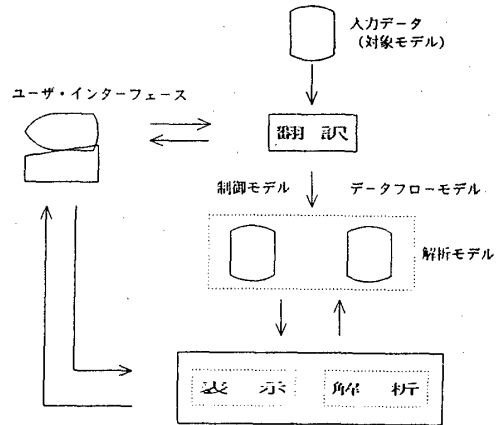 入力データ
(対象モデル)
ユーザ・インターフェース
翻 訳
制御モデル
データフローモデル
解析モデル
表 示
解 析